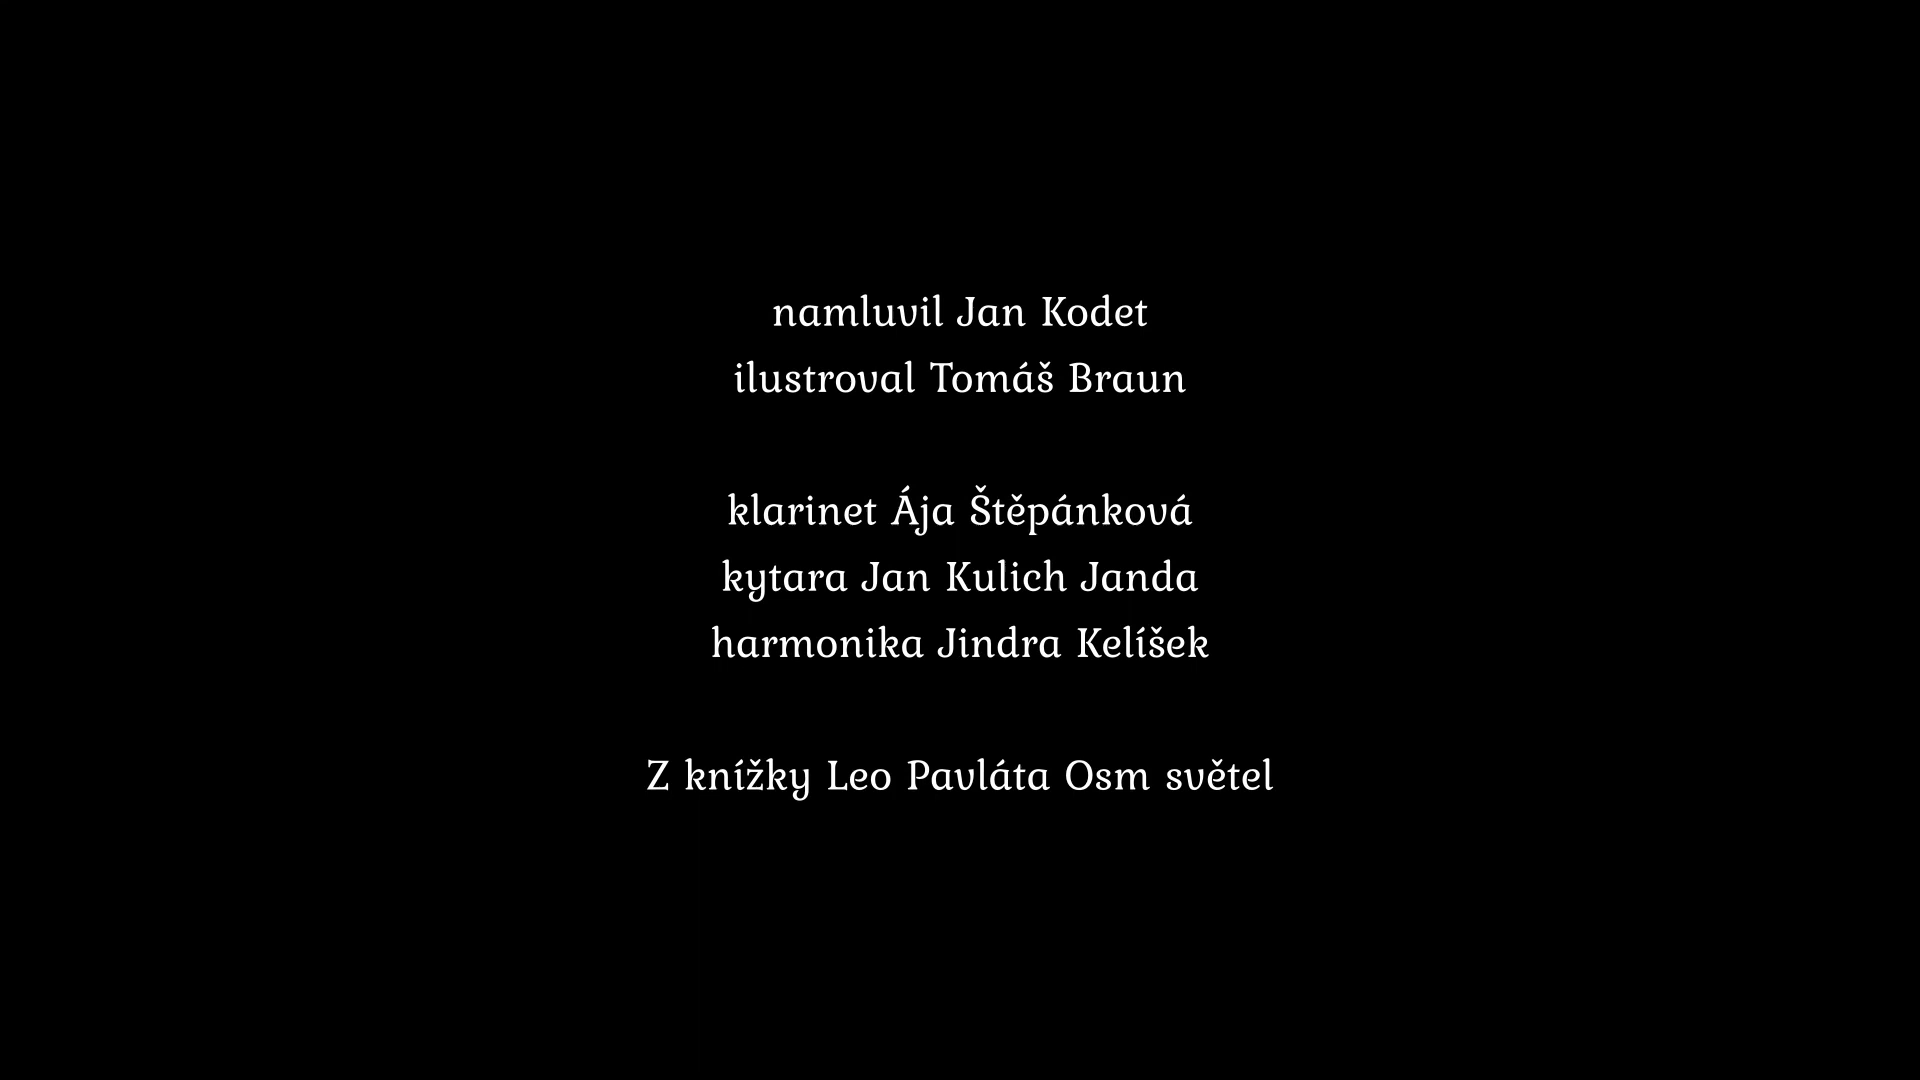 namluvil Jan Kodet
ilustroval Tomáš Braun
klarinet Ája Štěpánková
kytara Jan Kulich Janda
harmonika Jindra Kelíšek
Z knížky Leo Pavláta Osm světel